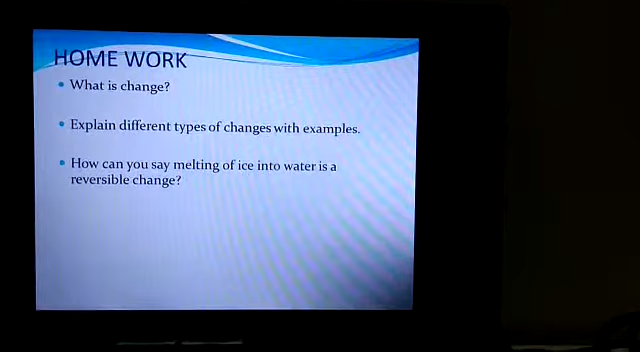 HOME WORK
What is change?
Explain different types of changes with examples.
How can you say melting of ice into water is a
reversible change?